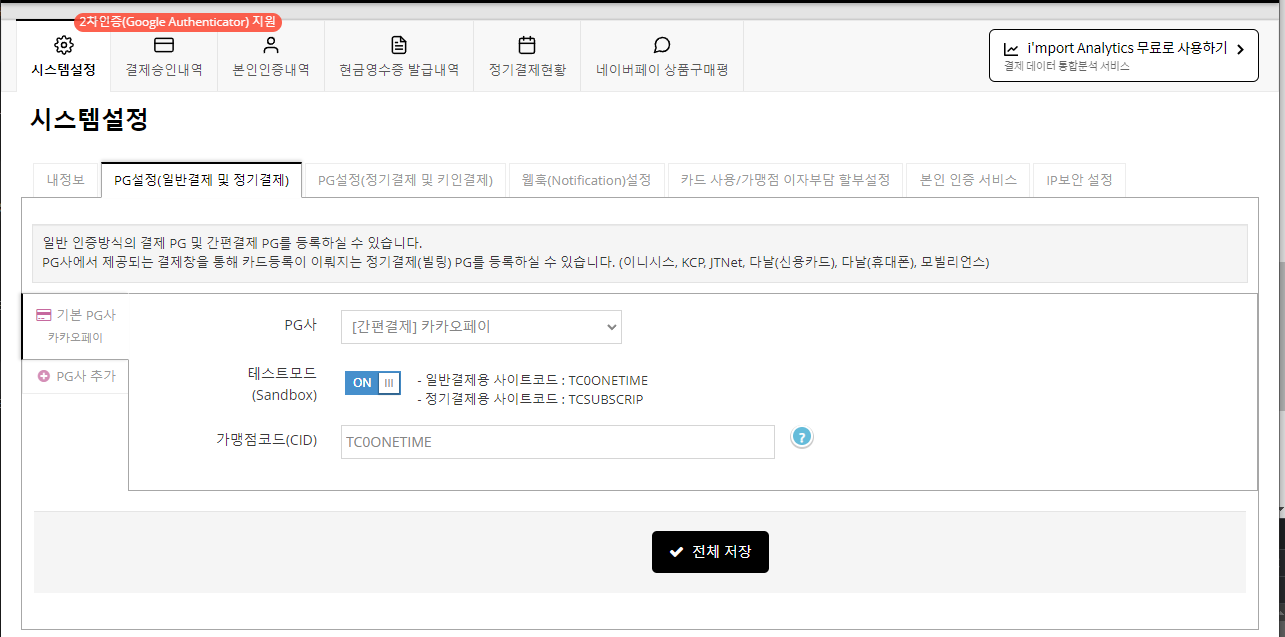 2차인증(Google Authenticator) 지원
시스템설정
결제승인내역
본인인증내역
현금영수증 발급내역
정기결제현황
네이버페이 상품구매평
i'mport Analytics 무료로 사용하기
결제 데이터 통합분석 서비스
시스템설정
내정보
PG설정(일반결제 및 정기결제)
PG설정(정기결제 및 키인결제)
웹훅(Notification)설정
카드 사용/가맹점 이자부담 할부설정
본인 인증 서비스
IP보안 설정
일반 인증방식의 결제 PG 및 간편결제 PG를 등록하실 수 있습니다.
PG사에서 제공되는 결제창을 통해 카드등록이 이뤄지는 정기결제(빌링) PG를 등록하실 수 있습니다. (이니시스, KCP, JTNet, 다날(신용카드), 다날(휴대폰), 모빌리언스)
기본 PG사
카카오페이
PG사 추가
PG사
[간편결제] 카카오페이
테스트모드
(Sandbox)
ON
- 일반결제용 사이트코드 : TC0ONETIME
- 정기결제용 사이트코드 : TCSUBSCRIP
가맹점코드(CID)
TC0ONETIME
?
전체 저장